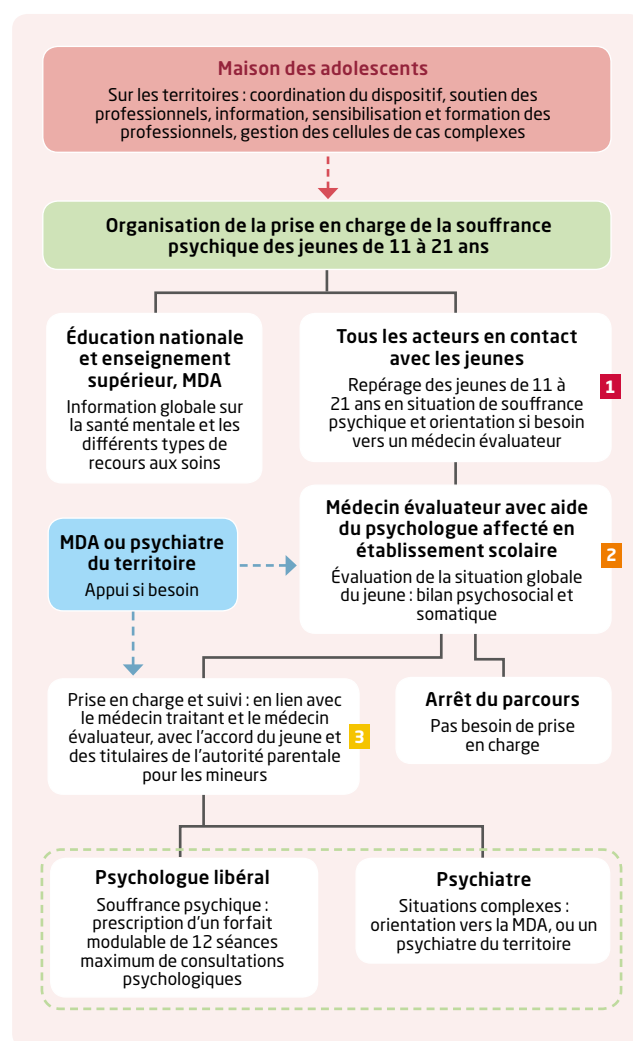 Maison des adolescents
Sur les territoires : coordination du dispositif, soutien des
professionnels, information, sensibilisation et formation des
professionnels, gestion des cellules de cas complexes
Organisation de la prise en charge de la souffrance
psychique des jeunes de 11 à 21 ans
Éducation nationale
et enseignement
supérieur, MDA
Information globale sur
la santé mentale et les
différents types de
recours aux soins
Tous les acteurs en contact
avec les jeunes
Repérage des jeunes de 11 à
21 ans en situation de souffrance
psychique et orientation si besoin
vers un médecin évaluateur
1
Médecin évaluateur avec aide
du psychologue affecté en
établissement scolaire
Évaluation de la situation globale
du jeune : bilan psychosocial et
somatique
2
MDA ou psychiatre
du territoire
Appui si besoin
Prise en charge et suivi : en lien avec
le médecin traitant et le médecin
évaluateur, avec l'accord du jeune et
des titulaires de l'autorité parentale
pour les mineurs
3
Arrêt du parcours
Pas besoin de prise
en charge
Psychologue libéral
Souffrance psychique :
prescription d'un forfait
modulable de 12 séances
maximum de consultations
psychologiques
Psychiatre
Situations complexes :
orientation vers la MDA, ou un
psychiatre du territoire